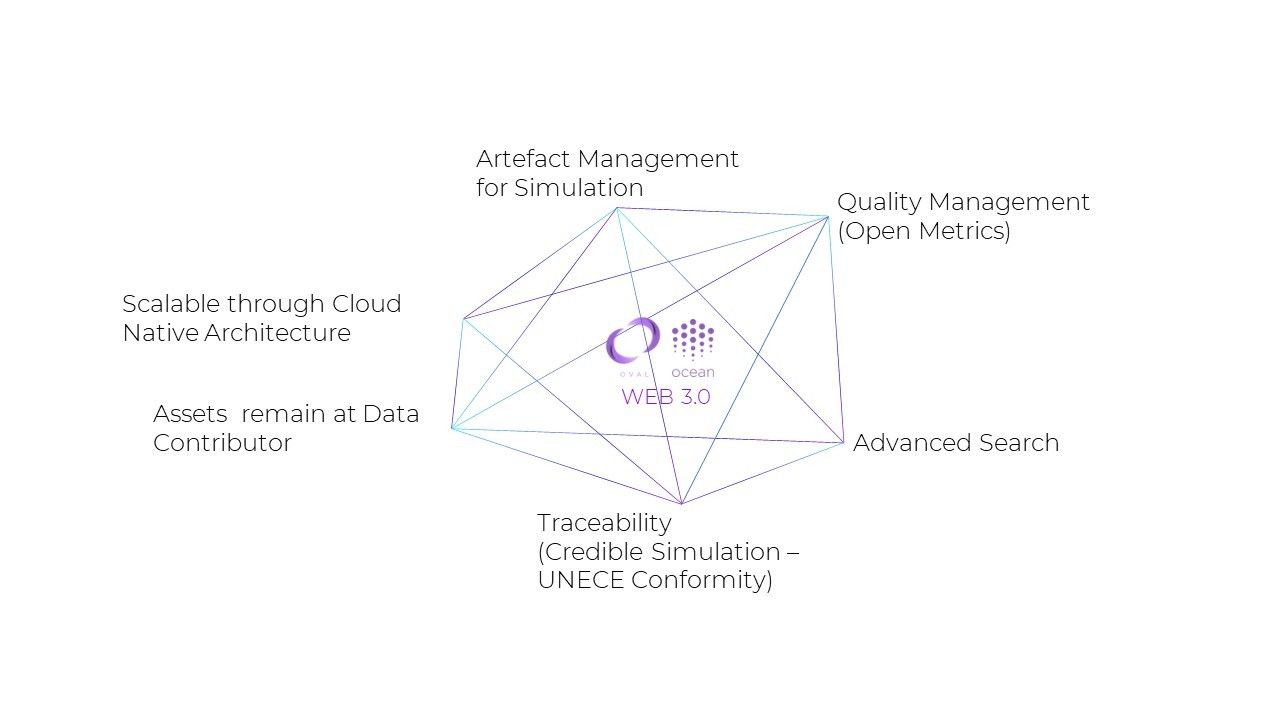 Artefact Management
for Simulation
Quality Management
(Open Metrics)
Scalable through Cloud
Native Architecture
OVAL
ocean
WEB 3.0
Assets  remain at Data
Contributor
Advanced Search
Traceability
(Credible Simulation –
UNECE Conformity)